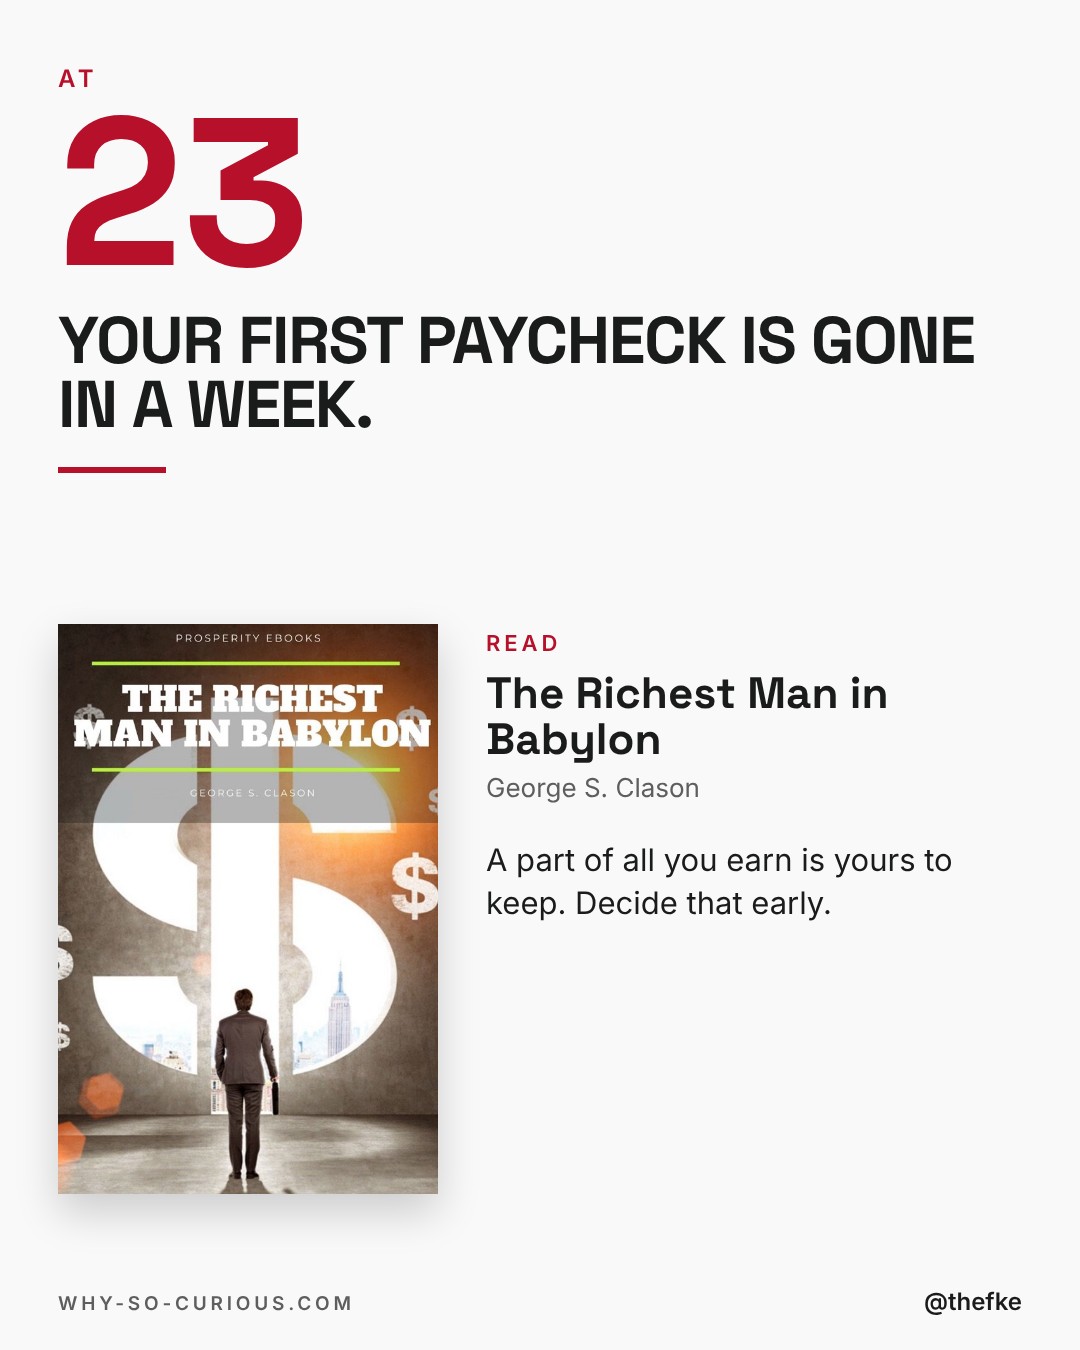 AT
23
YOUR FIRST PAYCHECK IS GONE
IN A WEEK.
PROSPERITY EBOOKS
THE RICHEST
MAN IN BABYLON
GEORGE S. CLASON
READ
The Richest Man in
Babylon
George S. Clason
A part of all you earn is yours to
keep. Decide that early.
WHY-SO-CURIOUS.COM
@thefke